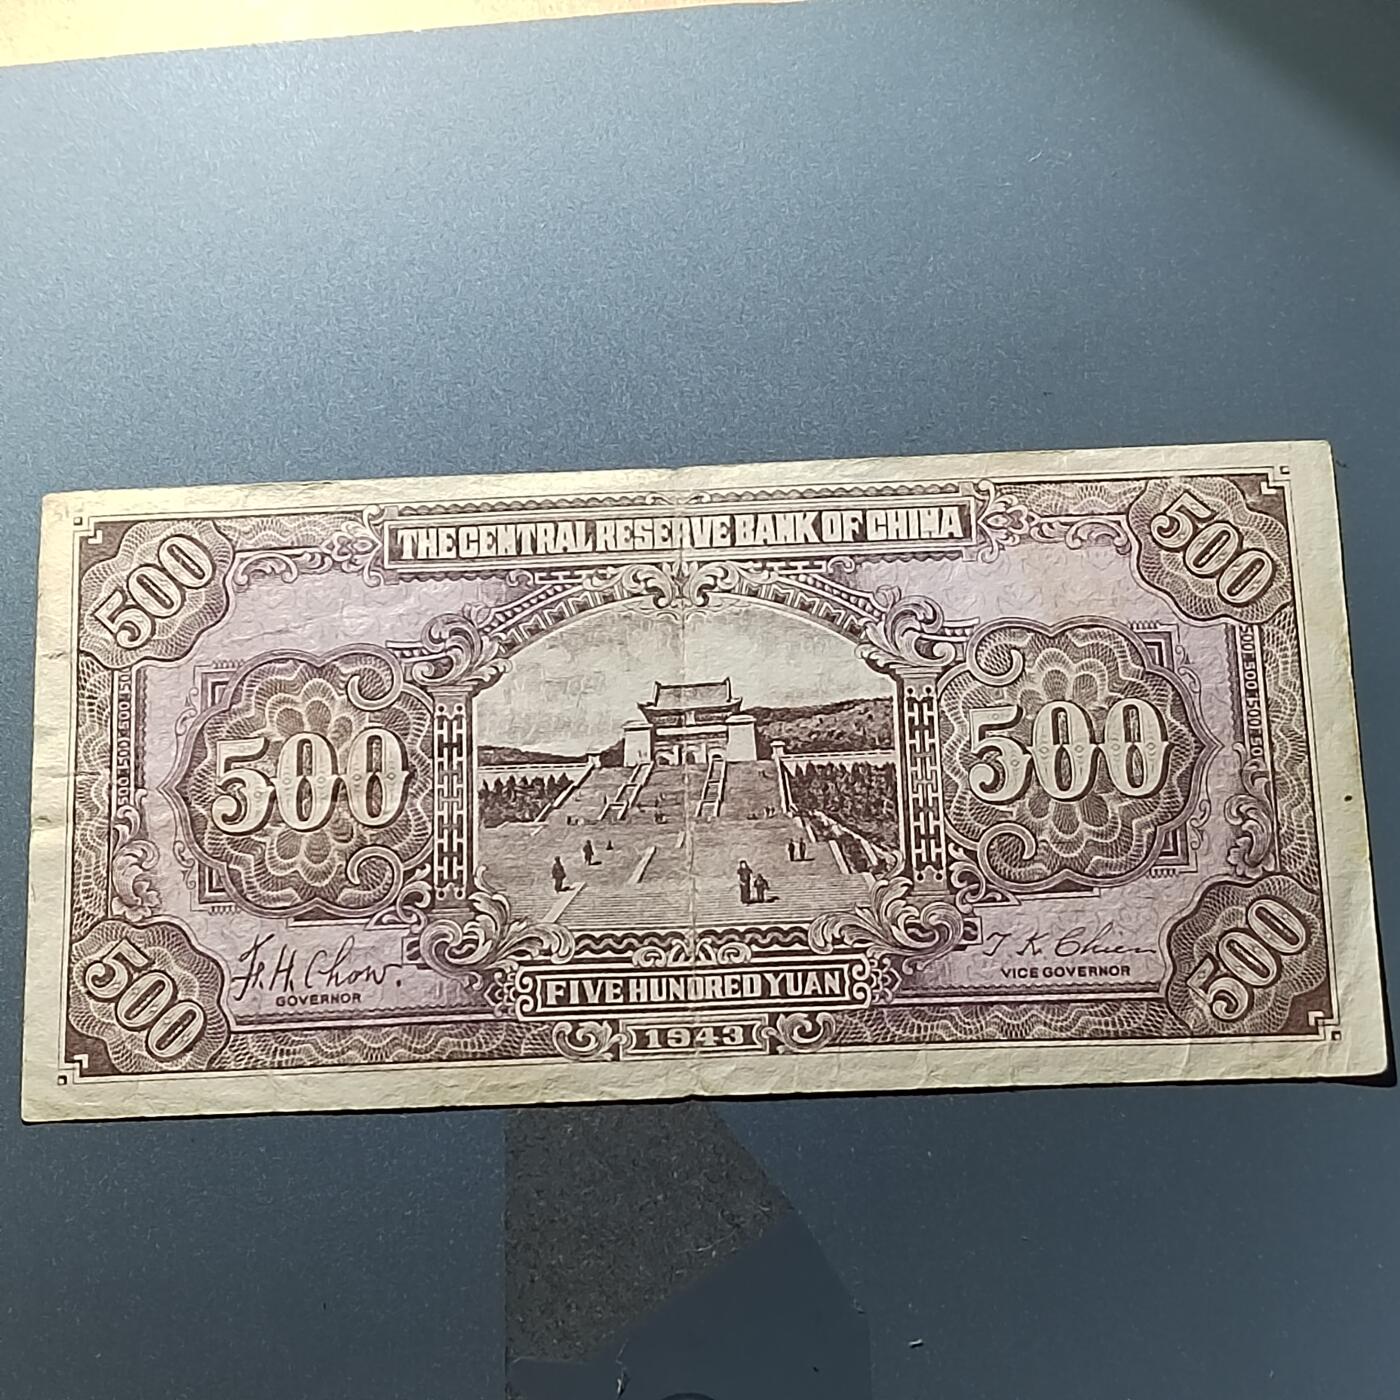 THE CENTRAL RESERVE BANK OF CHINA
500
500
500
500
F. H. Chow.
GOVERNOR
T. K. Chien
VICE GOVERNOR
FIVE HUNDRED YUAN
500
500
1943